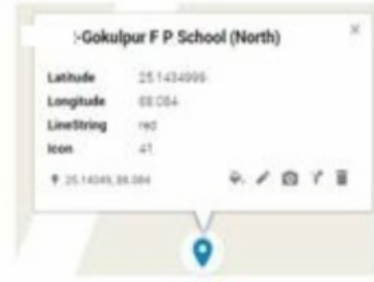 :-Gokulpur F P School (North)
Latitude 25.1434999
Longitude 88.084
LineString red
Icon 41
25.14349, 88.084